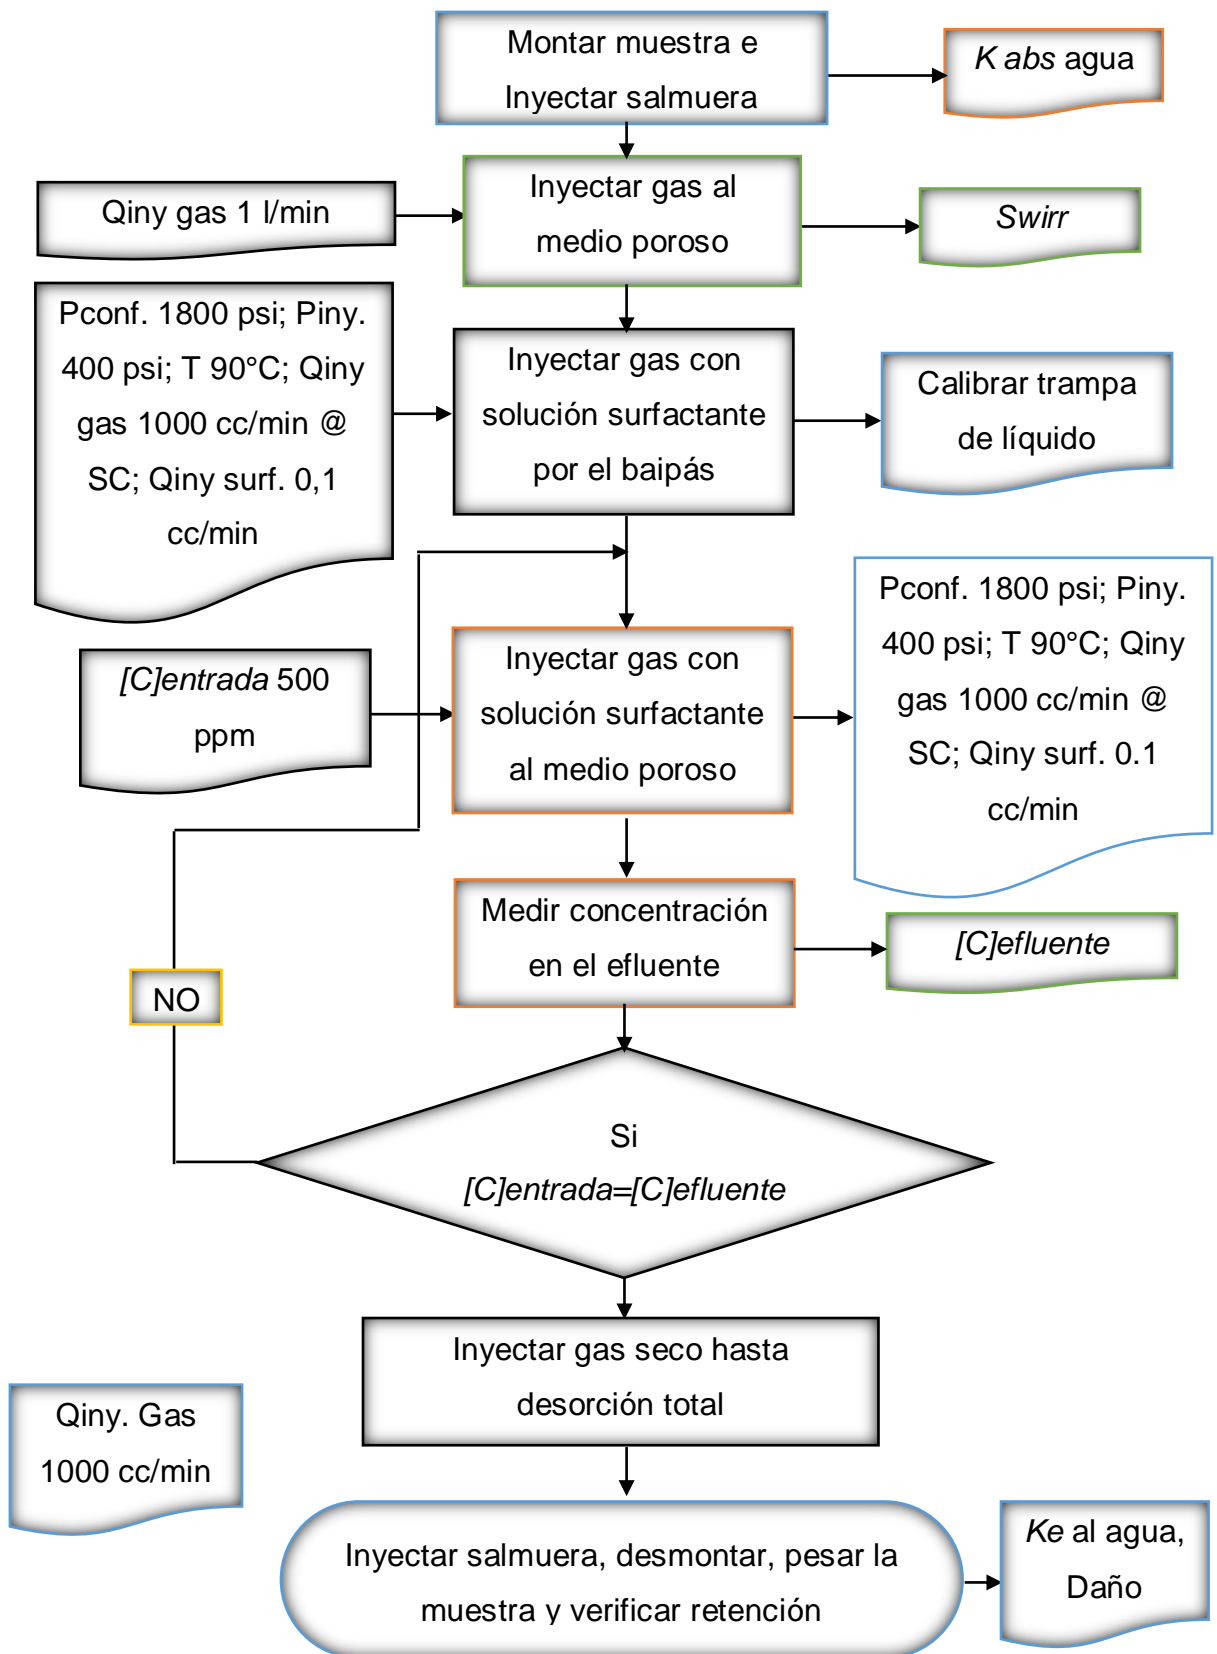 Montar muestra e
Inyectar salmuera
K abs agua
Qiny gas 1 l/min
Inyectar gas al
medio poroso
Swirr
Pconf. 1800 psi; Piny.
400 psi; T 90°C; Qiny
gas 1000 cc/min @
SC; Qiny surf. 0,1
cc/min
Inyectar gas con
solución surfactante
por el baipás
Calibrar trampa
de líquido
[C]entrada 500
ppm
Inyectar gas con
solución surfactante
al medio poroso
Pconf. 1800 psi; Piny.
400 psi; T 90°C; Qiny
gas 1000 cc/min @
SC; Qiny surf. 0.1
cc/min
Medir concentración
en el efluente
[C]efluente
NO
Si
[C]entrada=[C]efluente
Inyectar gas seco hasta
desorción total
Qiny. Gas
1000 cc/min
Inyectar salmuera, desmontar, pesar la
muestra y verificar retención
Ke al agua,
Daño